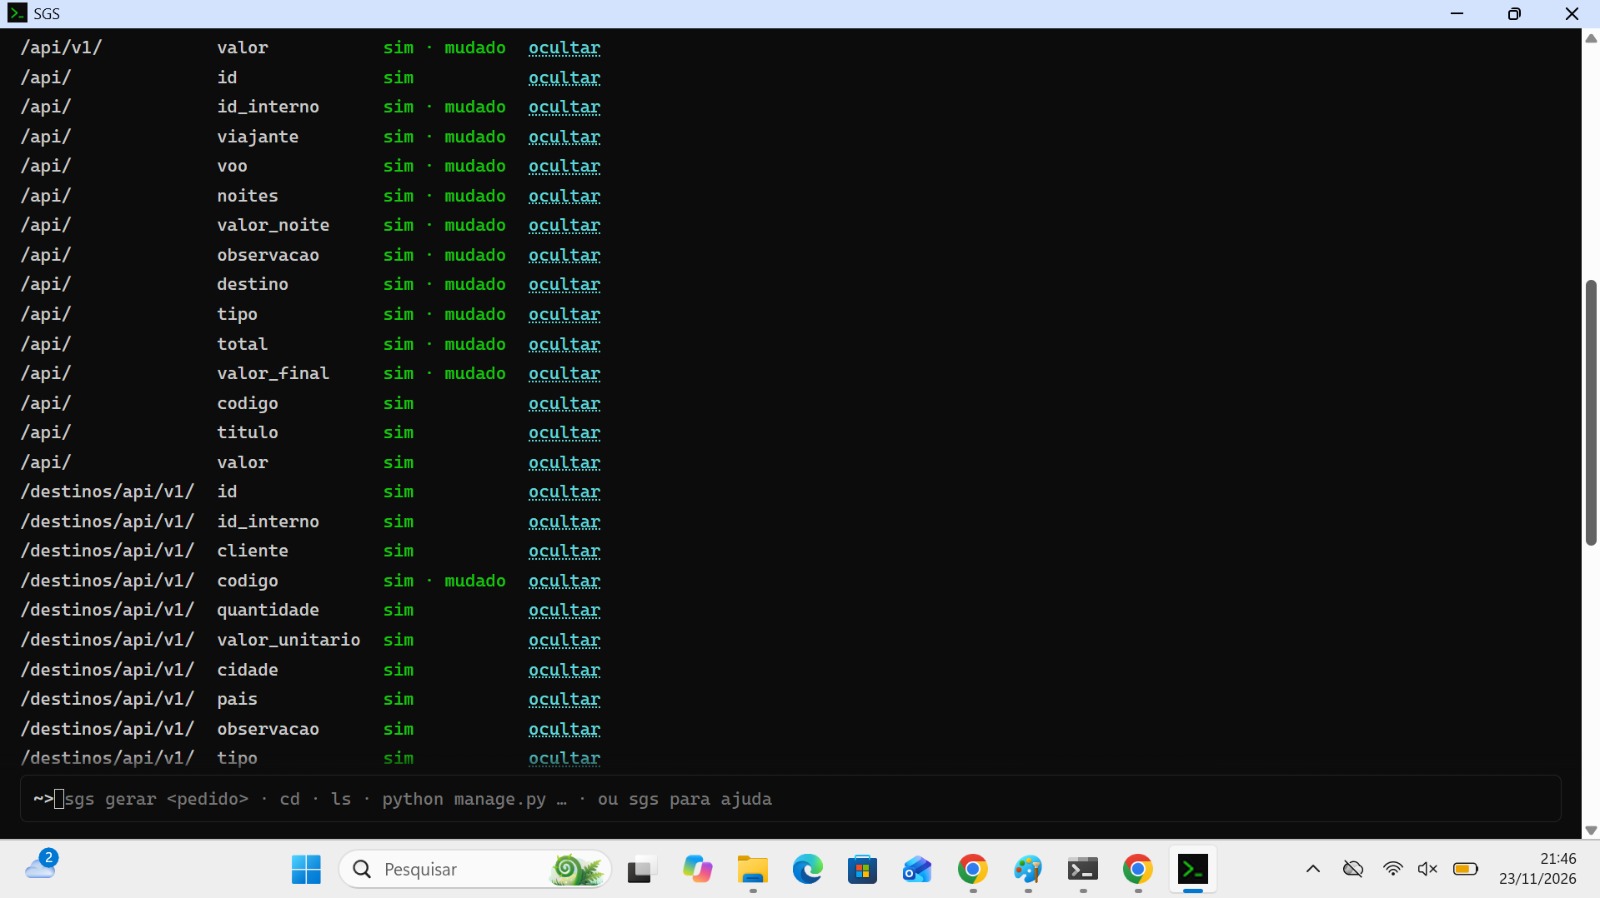 SGS
/api/v1/ valor sim · mudado ocultar
/api/ id sim ocultar
/api/ id_interno sim · mudado ocultar
/api/ viajante sim · mudado ocultar
/api/ voo sim · mudado ocultar
/api/ noites sim · mudado ocultar
/api/ valor_noite sim · mudado ocultar
/api/ observacao sim · mudado ocultar
/api/ destino sim · mudado ocultar
/api/ tipo sim · mudado ocultar
/api/ total sim · mudado ocultar
/api/ valor_final sim · mudado ocultar
/api/ codigo sim ocultar
/api/ titulo sim ocultar
/api/ valor sim ocultar
/destinos/api/v1/ id sim ocultar
/destinos/api/v1/ id_interno sim ocultar
/destinos/api/v1/ cliente sim ocultar
/destinos/api/v1/ codigo sim · mudado ocultar
/destinos/api/v1/ quantidade sim ocultar
/destinos/api/v1/ valor_unitario sim ocultar
/destinos/api/v1/ cidade sim ocultar
/destinos/api/v1/ pais sim ocultar
/destinos/api/v1/ observacao sim ocultar
/destinos/api/v1/ tipo sim ocultar
~>sgs gerar <pedido> · cd · ls · python manage.py … · ou sgs para ajuda
2
Pesquisar
21:46
23/11/2026